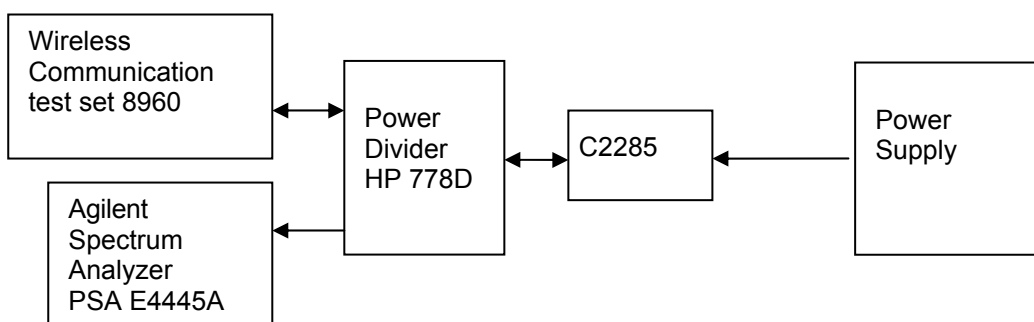 Wireless
Communication
test set 8960
Agilent
Spectrum
Analyzer
PSA E4445A
Power
Divider
HP 778D
C2285
Power
Supply